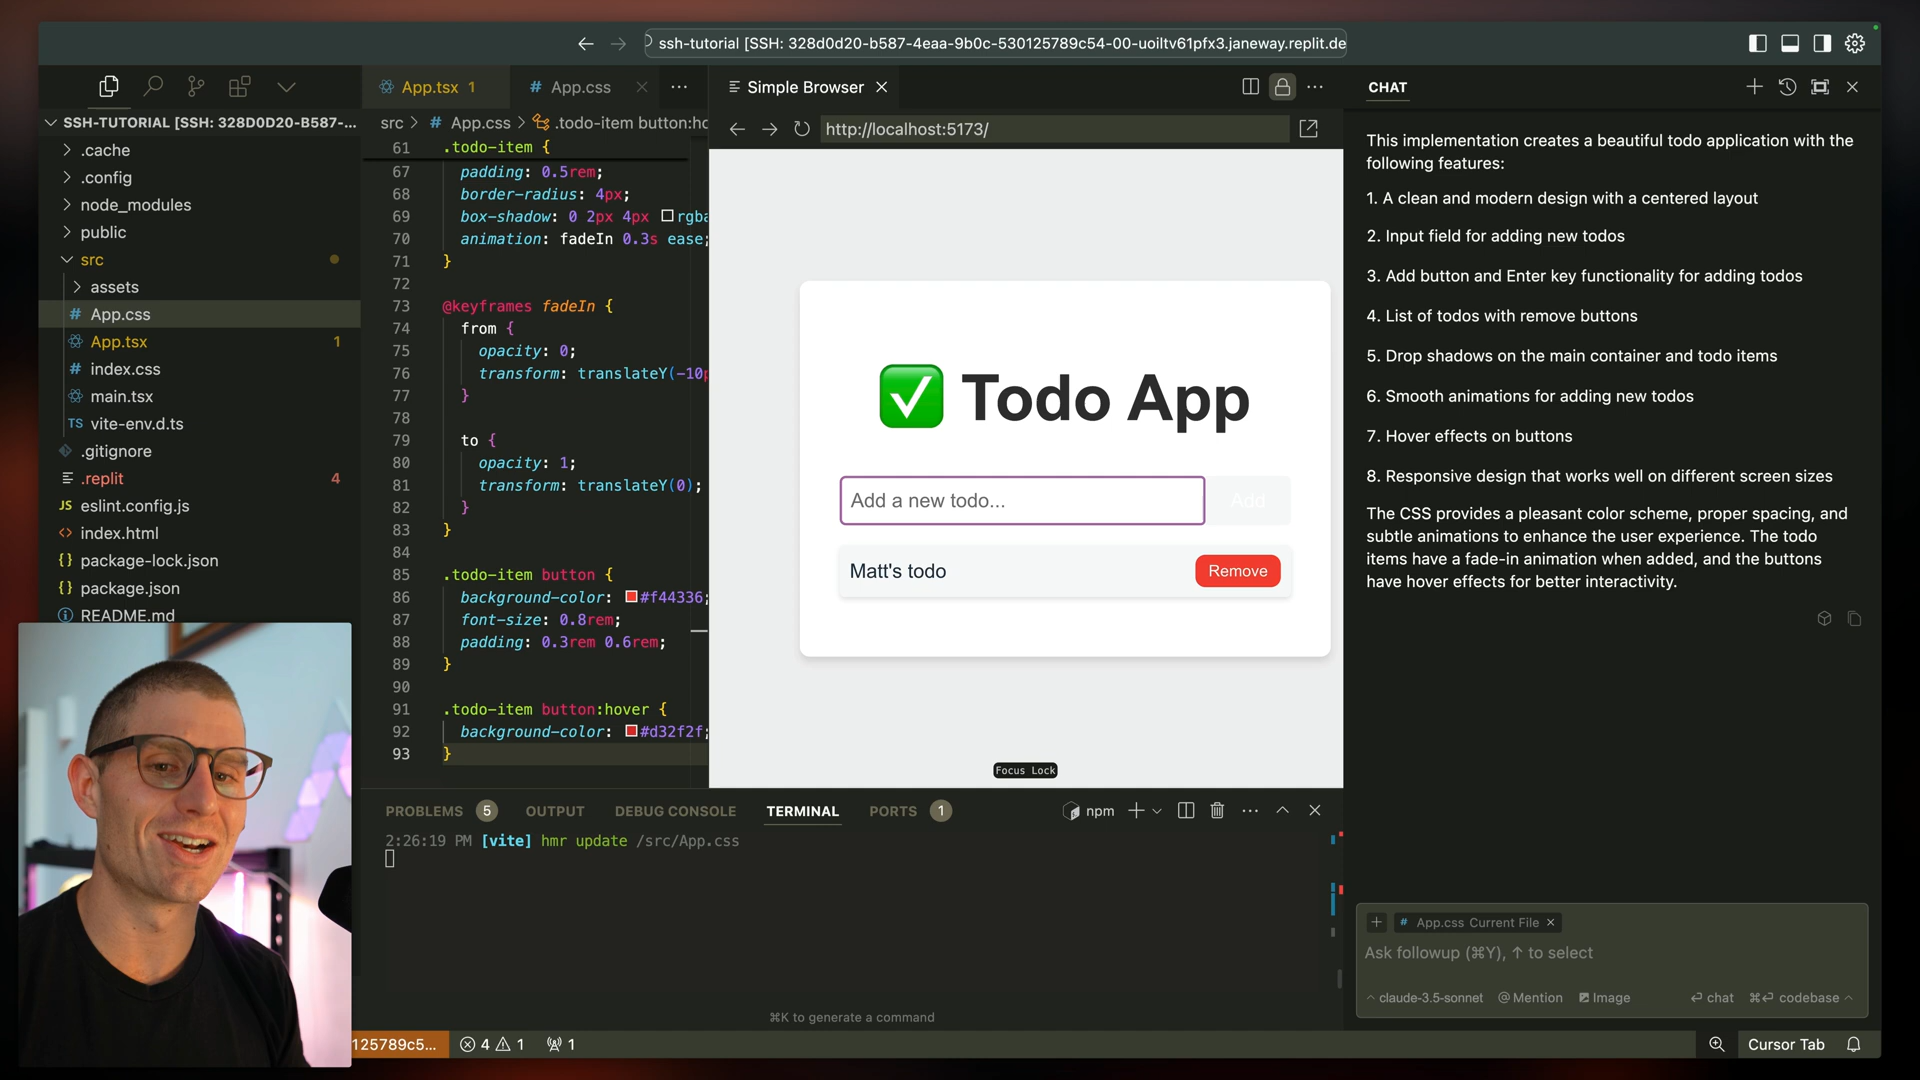 ssh-tutorial [SSH: 328d0d20-b587-4eaa-9b0c-530125789c54-00-uoiltv61pfx3.janeway.replit.de
SSH-TUTORIAL [SSH: 328D0D20-B587-...
.cache
.config
node_modules
public
src
assets
App.css
App.tsx 1
index.css
main.tsx
TS vite-env.d.ts
.gitignore
.replit 4
JS eslint.config.js
index.html
package-lock.json
package.json
README.md
App.tsx 1
# App.css
src > # App.css > .todo-item button:ho
61 .todo-item {
67 padding: 0.5rem;
68 border-radius: 4px;
69 box-shadow: 0 2px 4px rgba
70 animation: fadeIn 0.3s ease;
71 }
72
73 @keyframes fadeIn {
74 from {
75 opacity: 0;
76 transform: translateY(-10p
77 }
78
79 to {
80 opacity: 1;
81 transform: translateY(0);
82 }
83 }
84
85 .todo-item button {
86 background-color: #f44336;
87 font-size: 0.8rem;
88 padding: 0.3rem 0.6rem;
89 }
90
91 .todo-item button:hover {
92 background-color: #d32f2f;
93 }
Simple Browser
http://localhost:5173/
Todo App
Add a new todo...
Add
Matt's todo
Remove
Focus Lock
PROBLEMS 5 OUTPUT DEBUG CONSOLE TERMINAL PORTS 1
npm
2:26:19 PM [vite] hmr update /src/App.css
⌘K to generate a command
CHAT
This implementation creates a beautiful todo application with the
following features:
1. A clean and modern design with a centered layout
2. Input field for adding new todos
3. Add button and Enter key functionality for adding todos
4. List of todos with remove buttons
5. Drop shadows on the main container and todo items
6. Smooth animations for adding new todos
7. Hover effects on buttons
8. Responsive design that works well on different screen sizes
The CSS provides a pleasant color scheme, proper spacing, and
subtle animations to enhance the user experience. The todo
items have a fade-in animation when added, and the buttons
have hover effects for better interactivity.
# App.css Current File
Ask followup (⌘Y), ↑ to select
claude-3.5-sonnet @ Mention Image
chat ⌘⏎ codebase
125789c5...
4 1
1
Cursor Tab